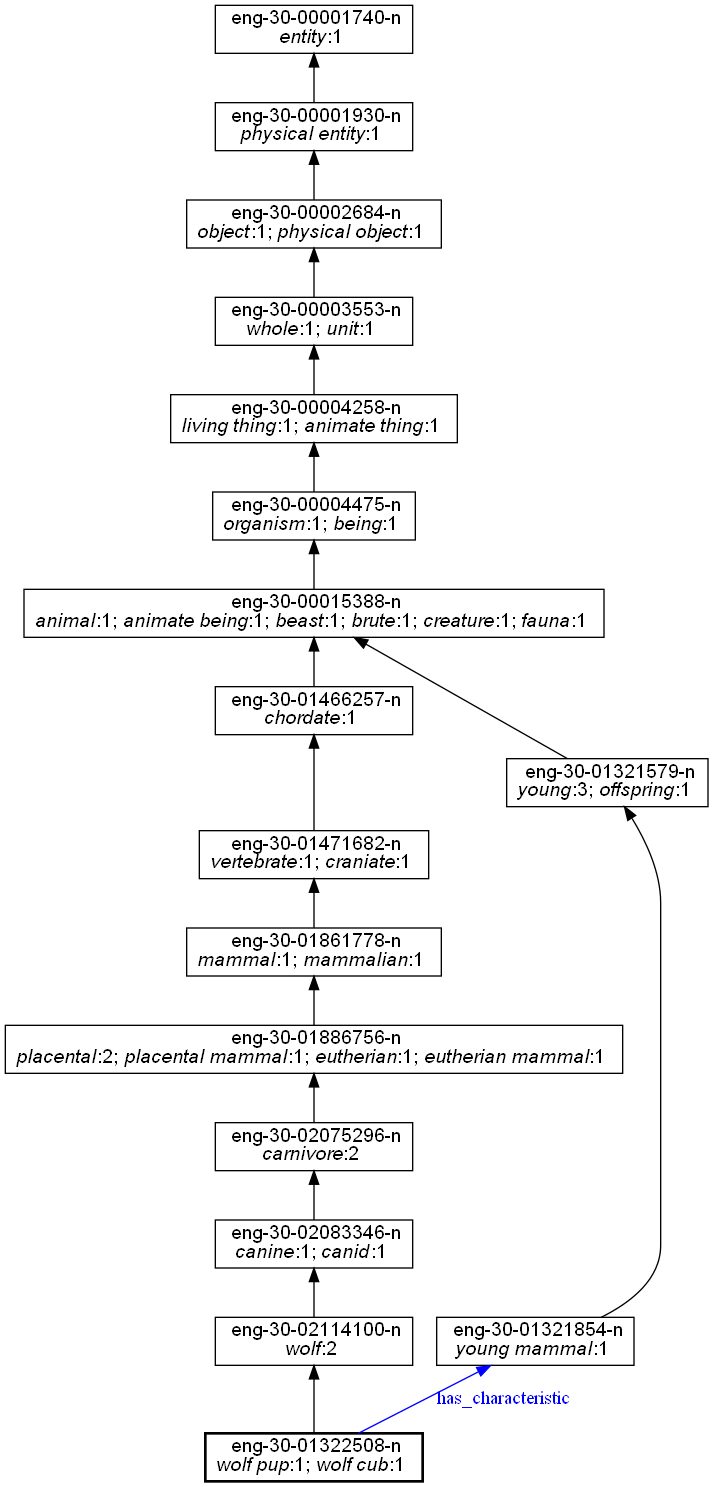 eng-30-00001740-n
entity:1
eng-30-00001930-n
physical entity:1
eng-30-00002684-n
object:1; physical object:1
eng-30-00003553-n
whole:1; unit:1
eng-30-00004258-n
living thing:1; animate thing:1
eng-30-00004475-n
organism:1; being:1
eng-30-00015388-n
animal:1; animate being:1; beast:1; brute:1; creature:1; fauna:1
eng-30-01466257-n
chordate:1
eng-30-01321579-n
young:3; offspring:1
eng-30-01471682-n
vertebrate:1; craniate:1
eng-30-01861778-n
mammal:1; mammalian:1
eng-30-01886756-n
placental:2; placental mammal:1; eutherian:1; eutherian mammal:1
eng-30-02075296-n
carnivore:2
eng-30-02083346-n
canine:1; canid:1
eng-30-02114100-n
wolf:2
eng-30-01321854-n
young mammal:1
has_characteristic
eng-30-01322508-n
wolf pup:1; wolf cub:1